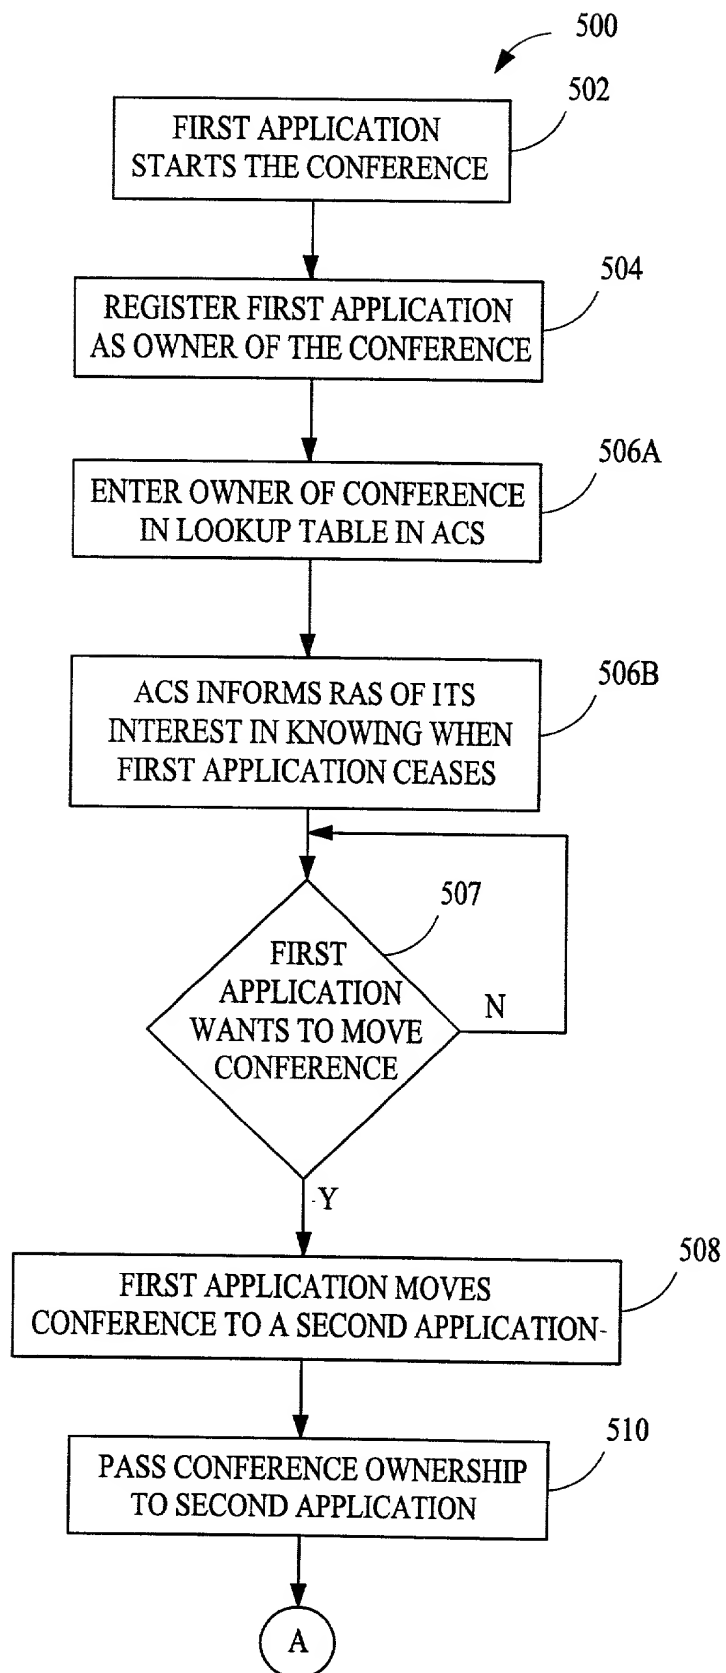 500
502
FIRST APPLICATION
STARTS THE CONFERENCE
504
REGISTER FIRST APPLICATION
AS OWNER OF THE CONFERENCE
506A
ENTER OWNER OF CONFERENCE
IN LOOKUP TABLE IN ACS
506B
ACS INFORMS RAS OF ITS
INTEREST IN KNOWING WHEN
FIRST APPLICATION CEASES
507
FIRST
APPLICATION
WANTS TO MOVE
CONFERENCE
N
Y
508
FIRST APPLICATION MOVES
CONFERENCE TO A SECOND APPLICATION
510
PASS CONFERENCE OWNERSHIP
TO SECOND APPLICATION
A